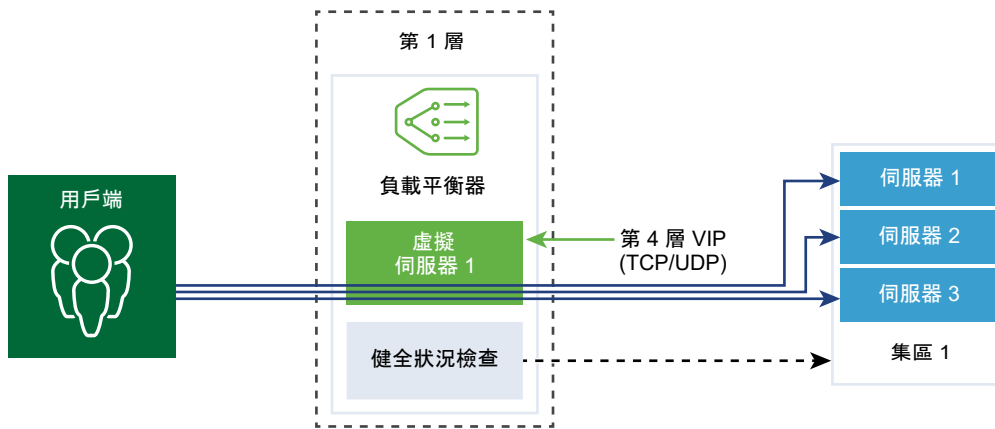 第 1 層
負載平衡器
用戶端
虛擬
伺服器 1
第 4 層 VIP
(TCP/UDP)
健全狀況檢查
伺服器 1
伺服器 2
伺服器 3
集區 1